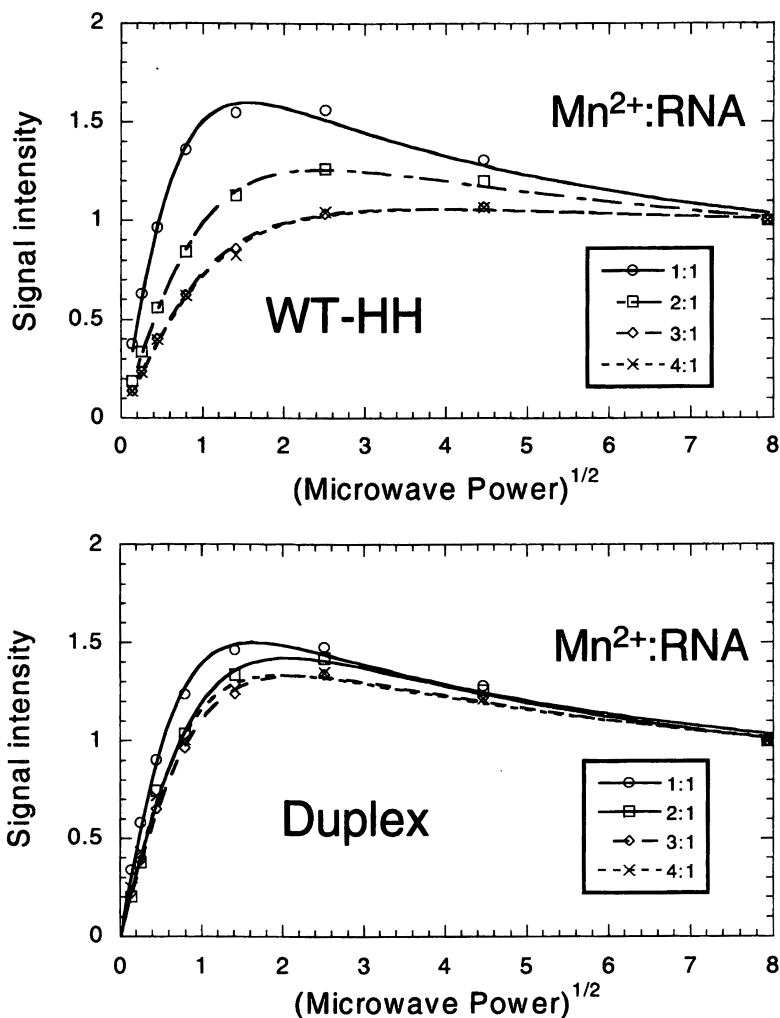 2
1.5
1
0.5
0
Signal intensity
Mn²⁺:RNA
WT-HH
1:1
2:1
3:1
4:1
0 1 2 3 4 5 6 7 8
(Microwave Power)^1/2
2
1.5
1
0.5
0
Signal intensity
Mn²⁺:RNA
Duplex
1:1
2:1
3:1
4:1
0 1 2 3 4 5 6 7 8
(Microwave Power)^1/2